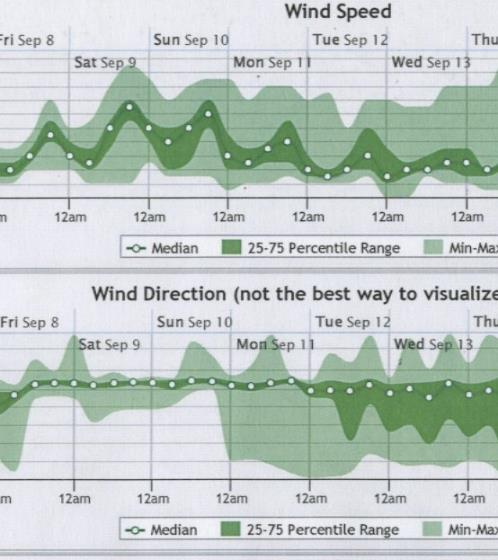 Wind Speed
Fri Sep 8
Sun Sep 10
Tue Sep 12
Thu
Sat Sep 9
Mon Sep 11
Wed Sep 13
m
12am
12am
12am
12am
12am
12am
Median
25-75 Percentile Range
Min-Max
Wind Direction (not the best way to visualize
Fri Sep 8
Sun Sep 10
Tue Sep 12
Thu
Sat Sep 9
Mon Sep 11
Wed Sep 13
m
12am
12am
12am
12am
12am
12am
Median
25-75 Percentile Range
Min-Max